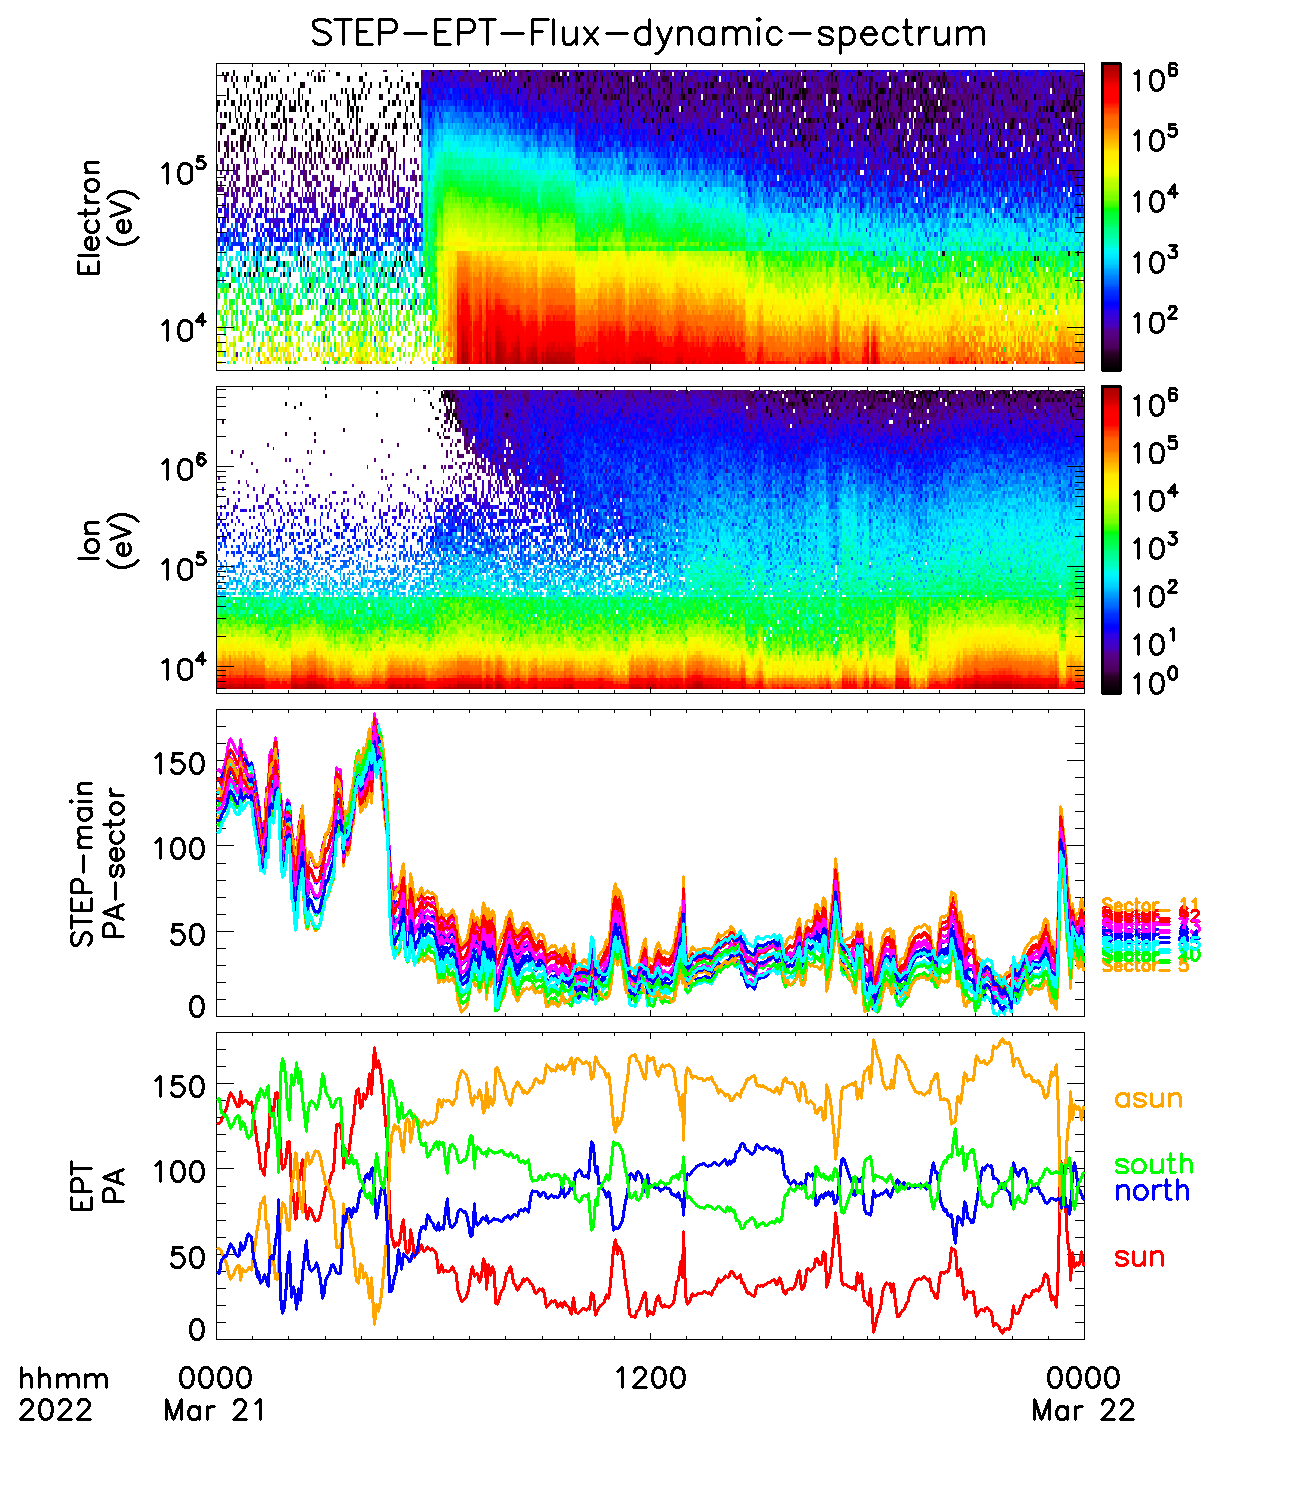 STEP-EPT-Flux-dynamic-spectrum
Electron
(eV)
10^5
10^4
10^6
10^5
10^4
10^3
10^2
Ion
(eV)
10^6
10^5
10^4
10^6
10^5
10^4
10^3
10^2
10^1
10^0
STEP-main
PA-sector
150
100
50
0
Sector- 11
Sector- 5
EPT
PA
150
100
50
0
asun
south
north
sun
hhmm
0000
1200
0000
2022
Mar 21
Mar 22